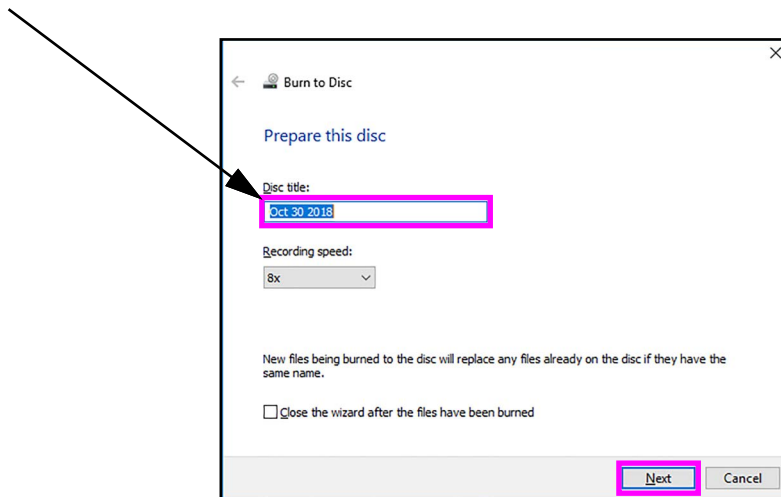 Burn to Disc
Prepare this disc
Disc title:
Oct 30 2018
Recording speed:
8x
New files being burned to the disc will replace any files already on the disc if they have the
same name.
Close the wizard after the files have been burned
Next Cancel